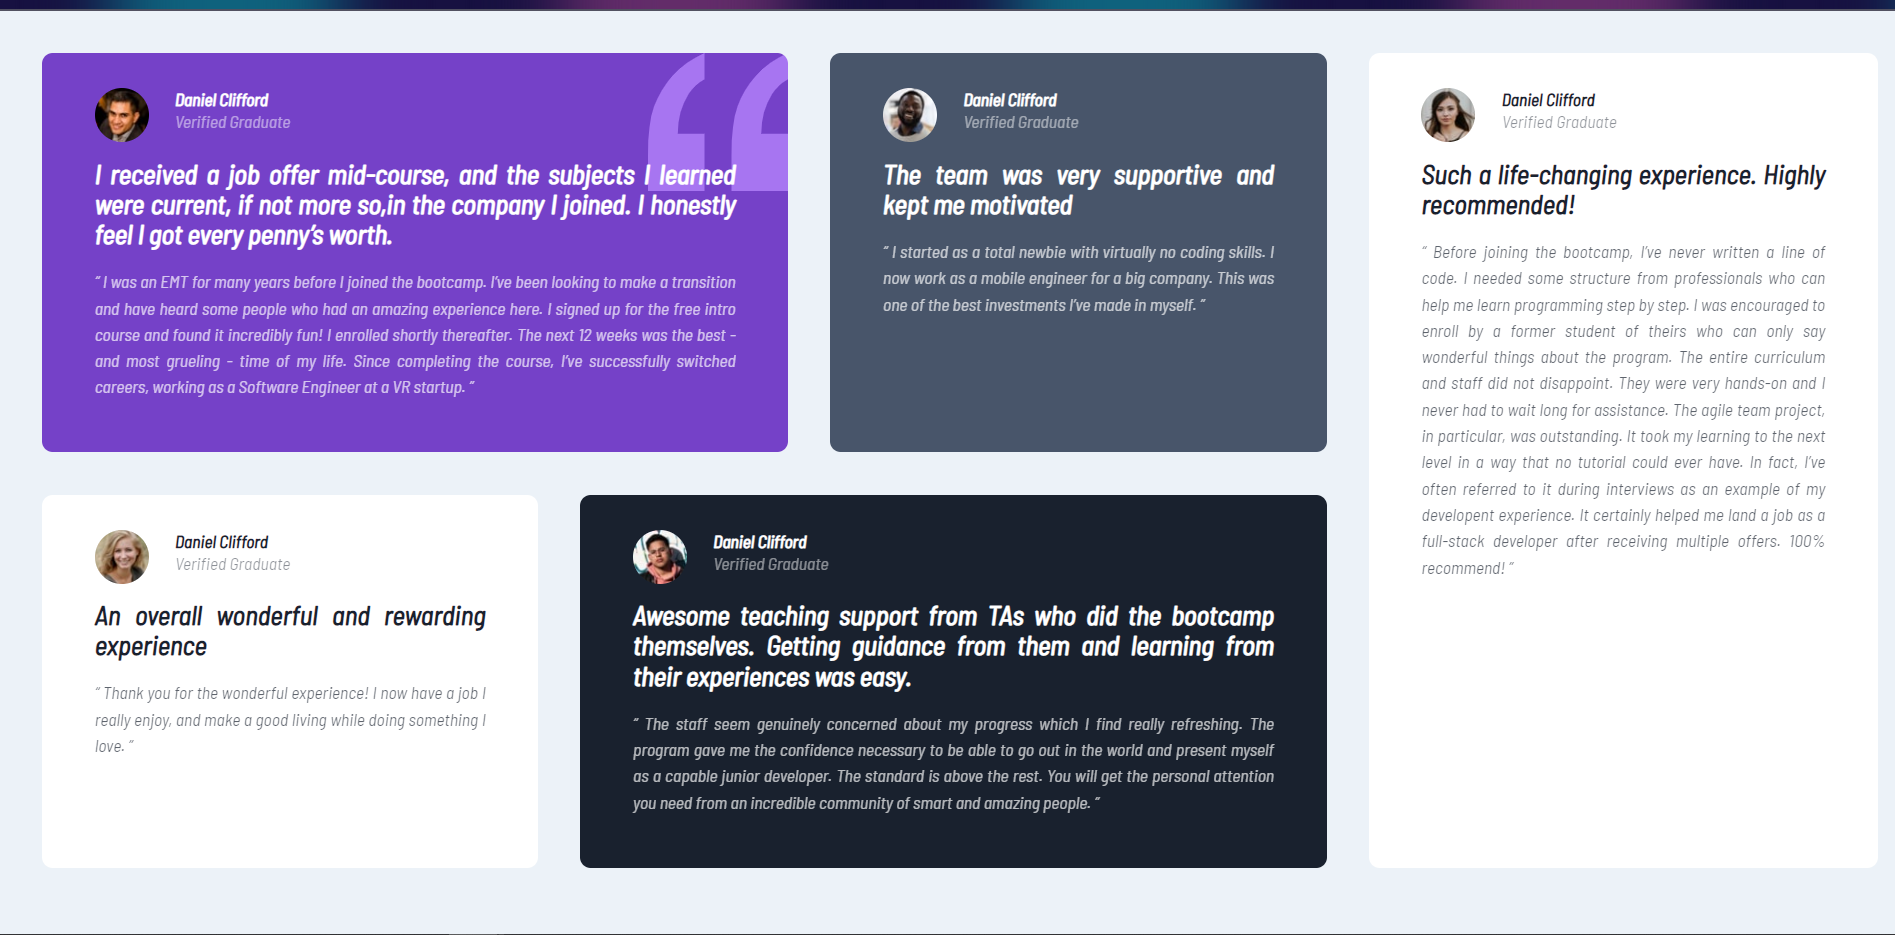 Daniel Clifford
Verified Graduate
I received a job offer mid-course, and the subjects I learned
were current, if not more so,in the company I joined. I honestly
feel I got every penny’s worth.
“ I was an EMT for many years before I joined the bootcamp. I’ve been looking to make a transition
and have heard some people who had an amazing experience here. I signed up for the free intro
course and found it incredibly fun! I enrolled shortly thereafter. The next 12 weeks was the best -
and most grueling - time of my life. Since completing the course, I’ve successfully switched
careers, working as a Software Engineer at a VR startup. ”
Daniel Clifford
Verified Graduate
The team was very supportive and
kept me motivated
“ I started as a total newbie with virtually no coding skills. I
now work as a mobile engineer for a big company. This was
one of the best investments I’ve made in myself. ”
Daniel Clifford
Verified Graduate
Such a life-changing experience. Highly
recommended!
“ Before joining the bootcamp, I’ve never written a line of
code. I needed some structure from professionals who can
help me learn programming step by step. I was encouraged to
enroll by a former student of theirs who can only say
wonderful things about the program. The entire curriculum
and staff did not disappoint. They were very hands-on and I
never had to wait long for assistance. The agile team project,
in particular, was outstanding. It took my learning to the next
level in a way that no tutorial could ever have. In fact, I’ve
often referred to it during interviews as an example of my
developent experience. It certainly helped me land a job as a
full-stack developer after receiving multiple offers. 100%
recommend! ”
Daniel Clifford
Verified Graduate
An overall wonderful and rewarding
experience
“ Thank you for the wonderful experience! I now have a job I
really enjoy, and make a good living while doing something I
love. ”
Daniel Clifford
Verified Graduate
Awesome teaching support from TAs who did the bootcamp
themselves. Getting guidance from them and learning from
their experiences was easy.
“ The staff seem genuinely concerned about my progress which I find really refreshing. The
program gave me the confidence necessary to be able to go out in the world and present myself
as a capable junior developer. The standard is above the rest. You will get the personal attention
you need from an incredible community of smart and amazing people. ”